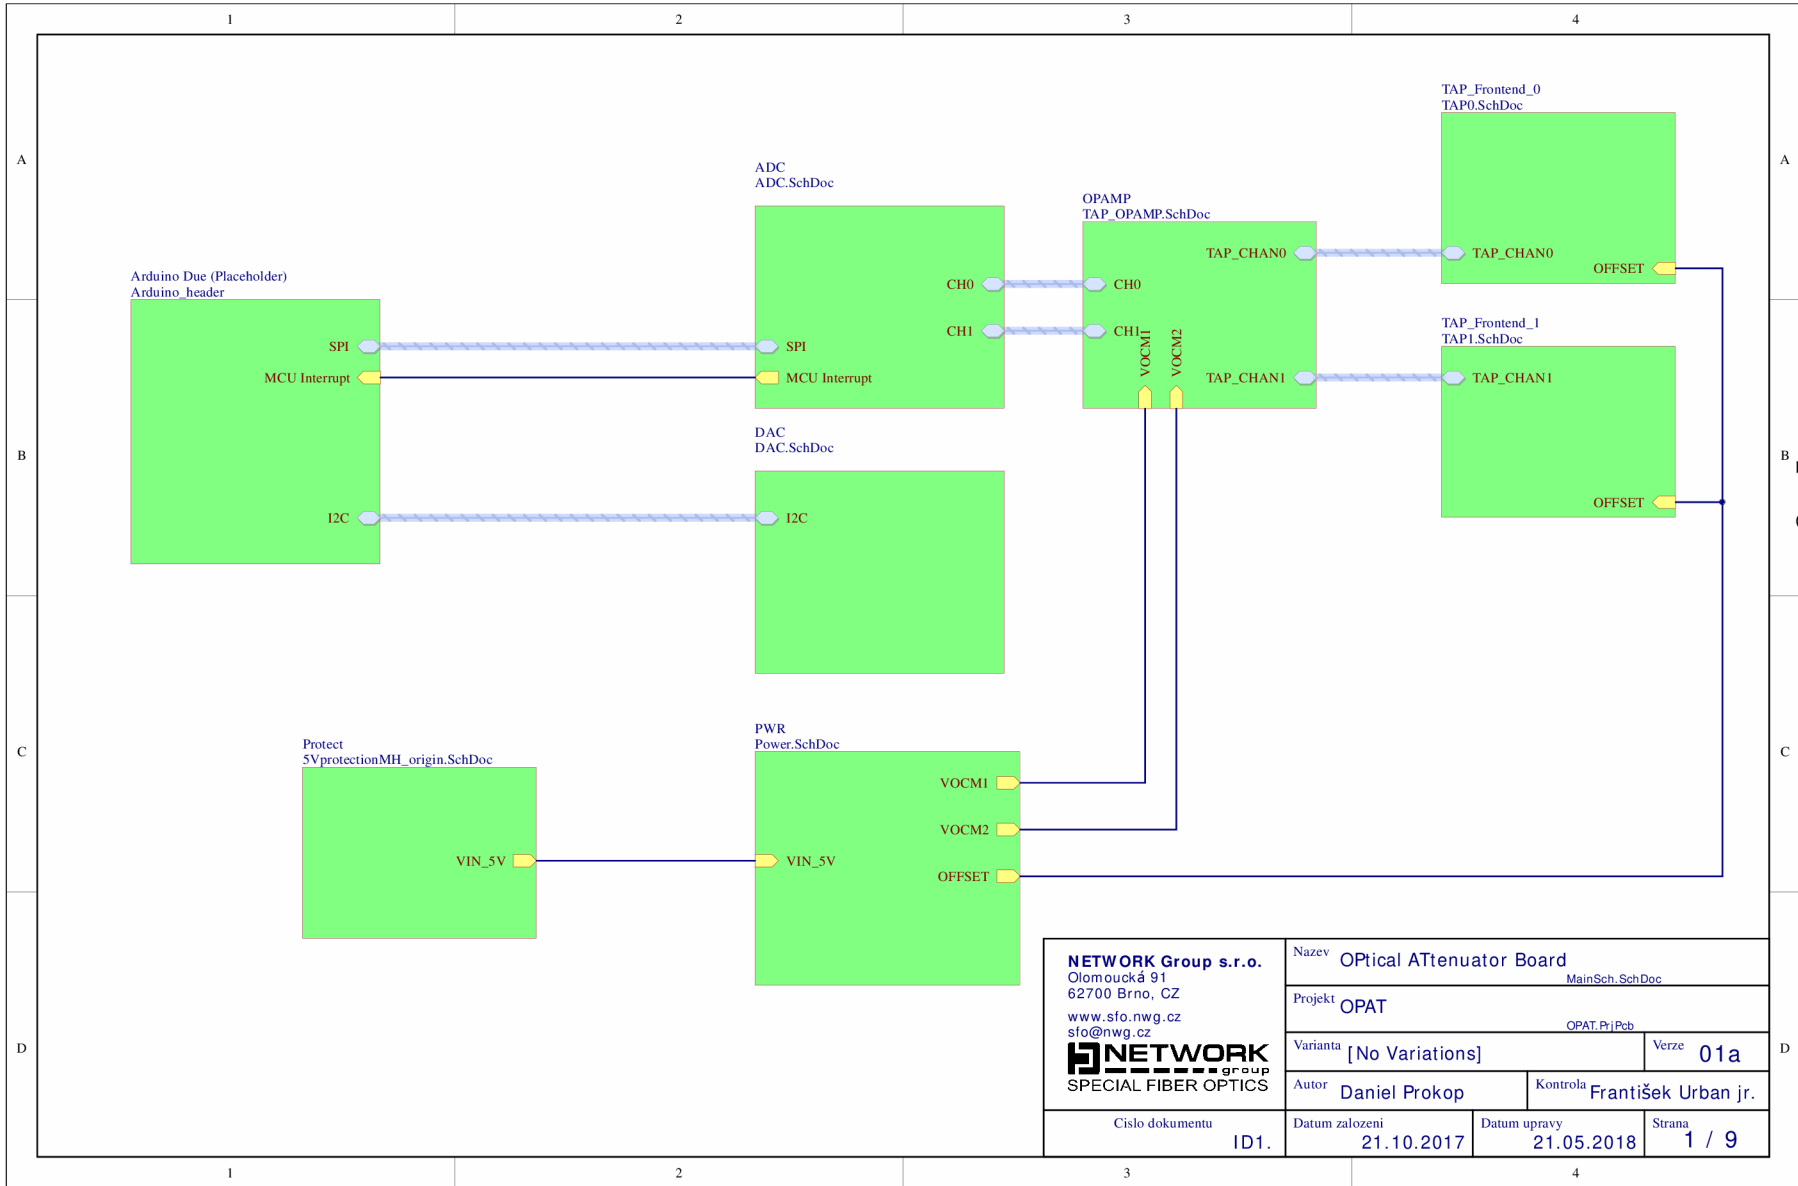 1
2
3
4
A
A
TAP_Frontend_0
TAP0.SchDoc
TAP_CHAN0
OFFSET
ADC
ADC.SchDoc
CH0
CH1
SPI
MCU Interrupt
OPAMP
TAP_OPAMP.SchDoc
TAP_CHAN0
CH0
CH1
VOCM1
VOCM2
TAP_CHAN1
Arduino Due (Placeholder)
Arduino_header
SPI
MCU Interrupt
I2C
TAP_Frontend_1
TAP1.SchDoc
TAP_CHAN1
OFFSET
B
B
DAC
DAC.SchDoc
I2C
C
C
Protect
5VprotectionMH_origin.SchDoc
VIN_5V
PWR
Power.SchDoc
VOCM1
VOCM2
VIN_5V
OFFSET
D
D
NETWORK Group s.r.o.
Olomoucká 91
62700 Brno, CZ
www.sfo.nwg.cz
sfo@nwg.cz
NETWORK
group
SPECIAL FIBER OPTICS
Cislo dokumentu
ID1.
Nazev OPtical ATtenuator Board
MainSch.SchDoc
Projekt OPAT
OPAT.PrjPcb
Varianta [No Variations]
Verze 01a
Autor Daniel Prokop
Kontrola František Urban jr.
Datum zalozeni
21.10.2017
Datum upravy
21.05.2018
Strana
1 / 9
1
2
3
4